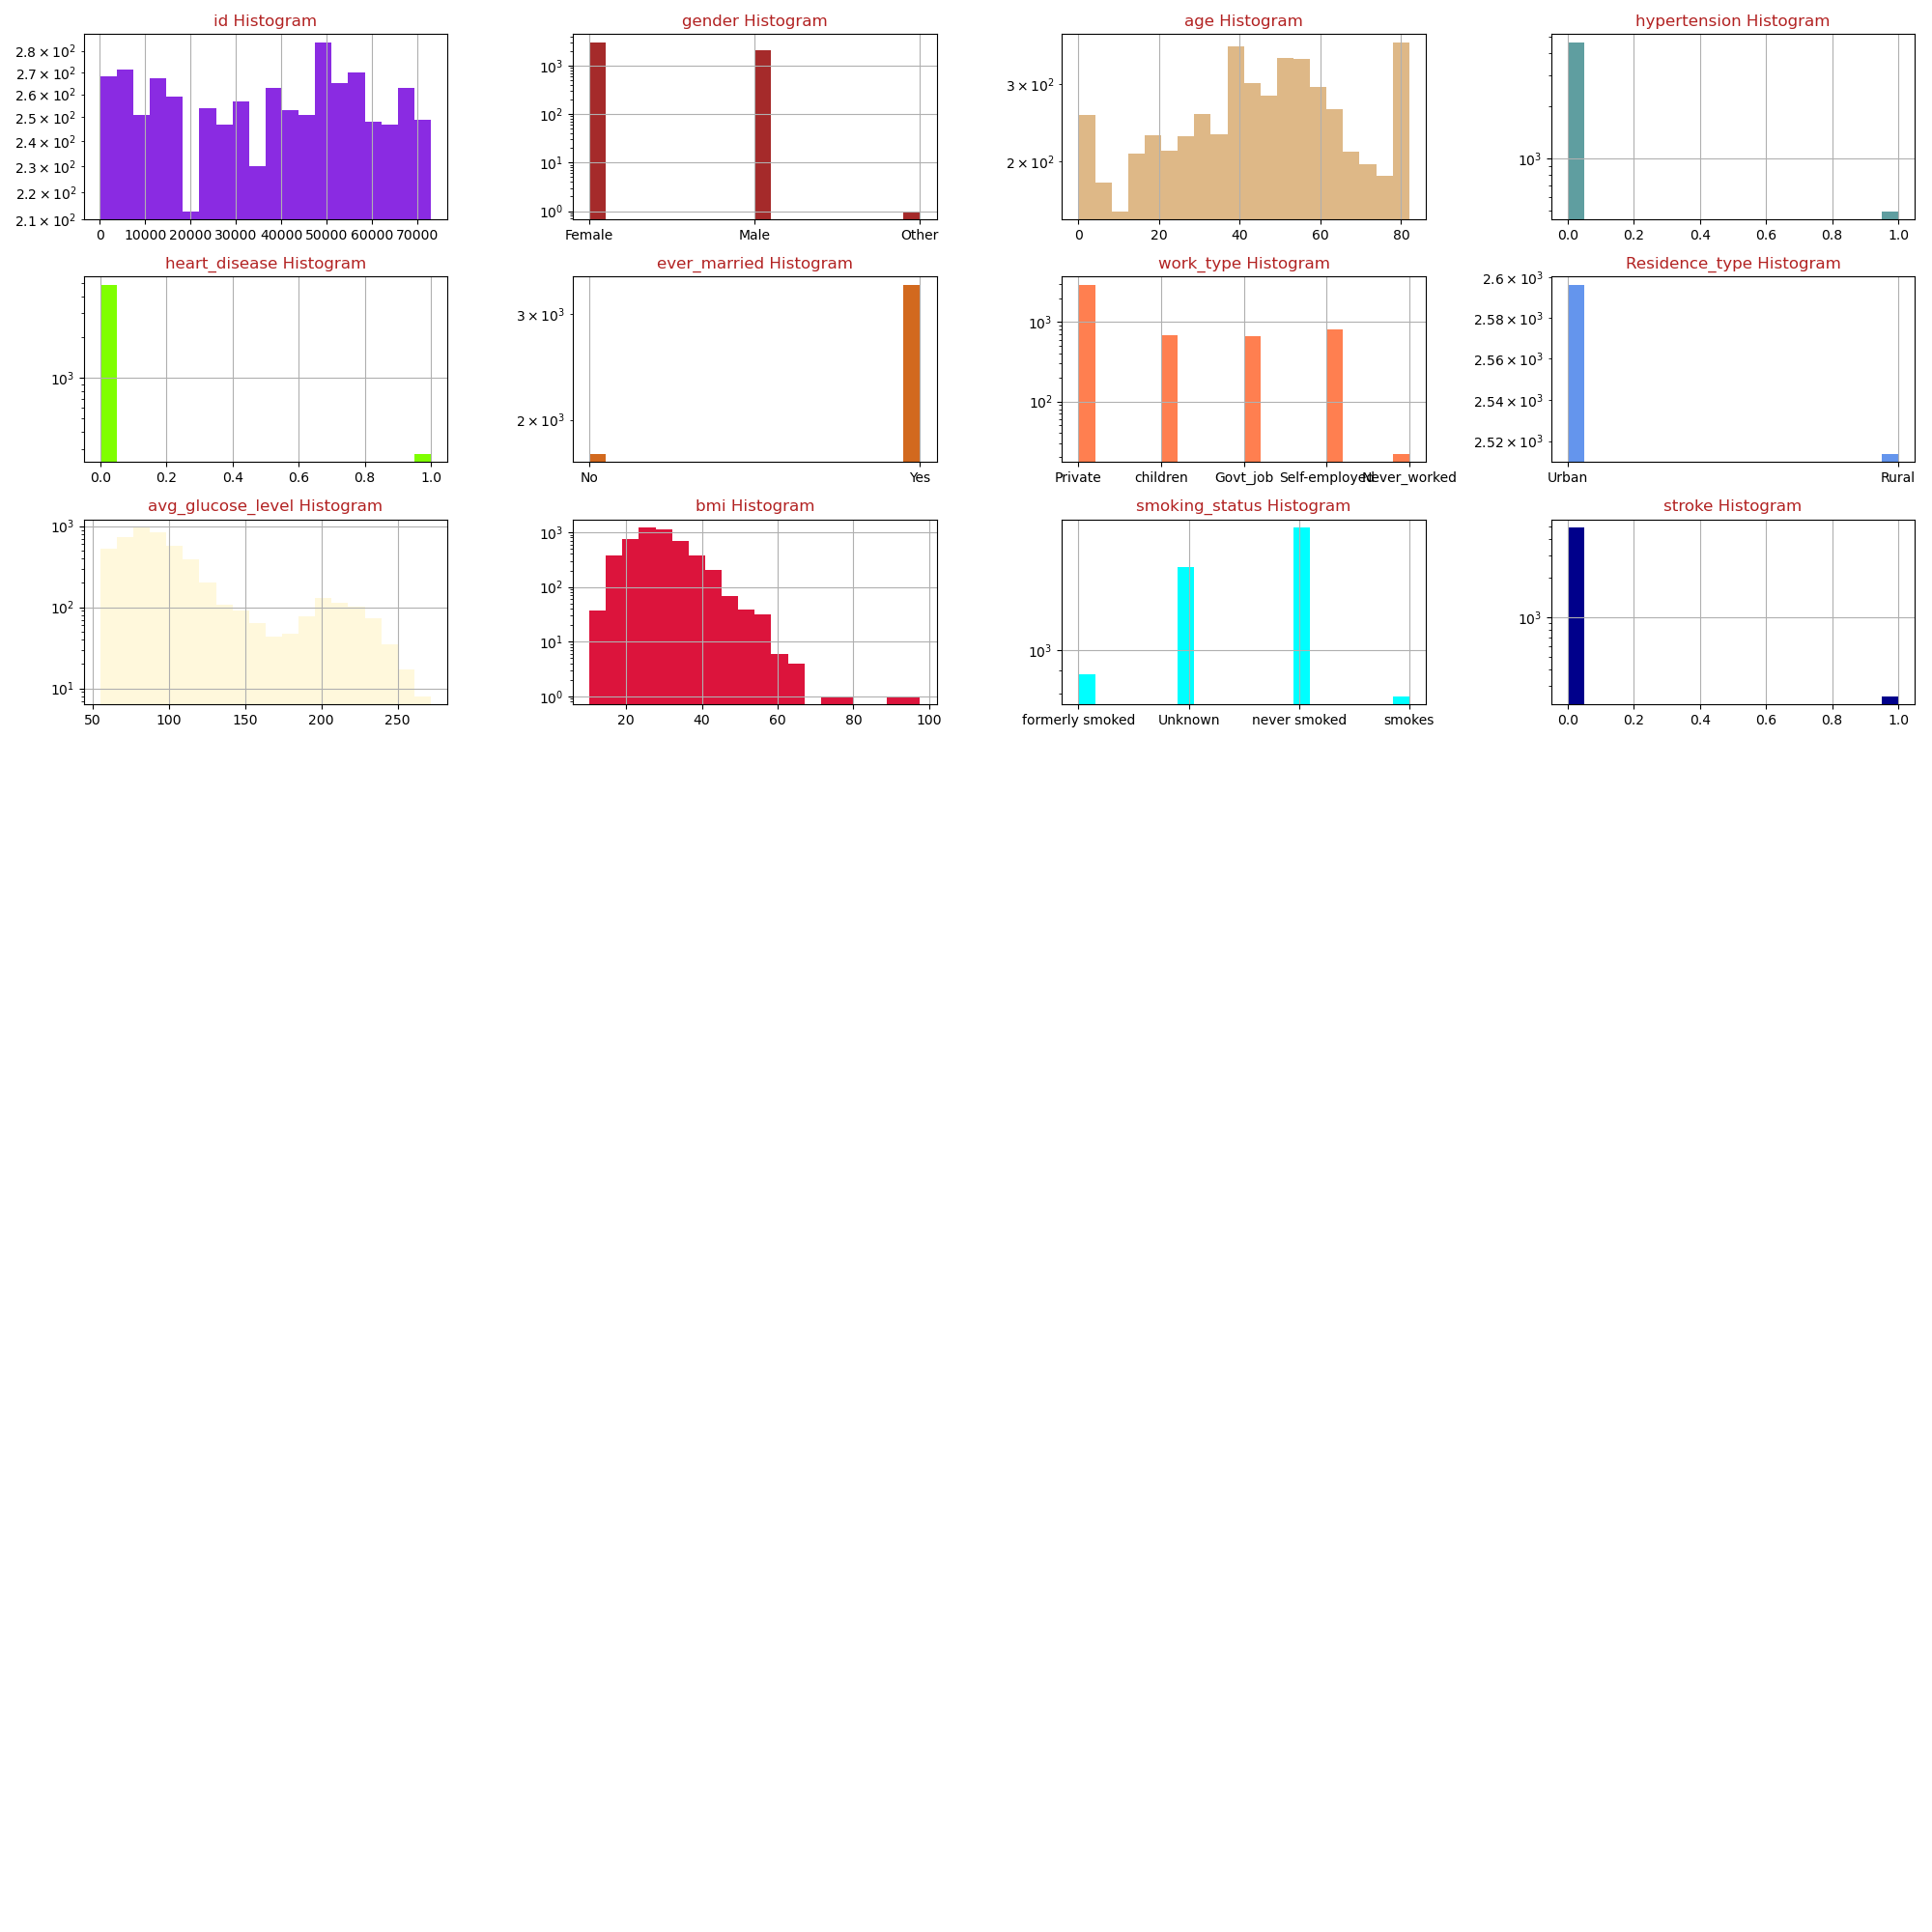 id Histogram
2.8 × 10²
2.7 × 10²
2.6 × 10²
2.5 × 10²
2.4 × 10²
2.3 × 10²
2.2 × 10²
2.1 × 10²
0 10000 20000 30000 40000 50000 60000 70000
gender Histogram
10³
10²
10¹
10⁰
Female Male Other
age Histogram
3 × 10²
2 × 10²
0 20 40 60 80
hypertension Histogram
10³
0.0 0.2 0.4 0.6 0.8 1.0
heart_disease Histogram
10³
0.0 0.2 0.4 0.6 0.8 1.0
ever_married Histogram
3 × 10³
2 × 10³
No Yes
work_type Histogram
10³
10²
Private children Govt_job Self-employed Never_worked
Residence_type Histogram
2.6 × 10³
2.58 × 10³
2.56 × 10³
2.54 × 10³
2.52 × 10³
Urban Rural
avg_glucose_level Histogram
10³
10²
10¹
50 100 150 200 250
bmi Histogram
10³
10²
10¹
10⁰
20 40 60 80 100
smoking_status Histogram
10³
formerly smoked Unknown never smoked smokes
stroke Histogram
10³
0.0 0.2 0.4 0.6 0.8 1.0